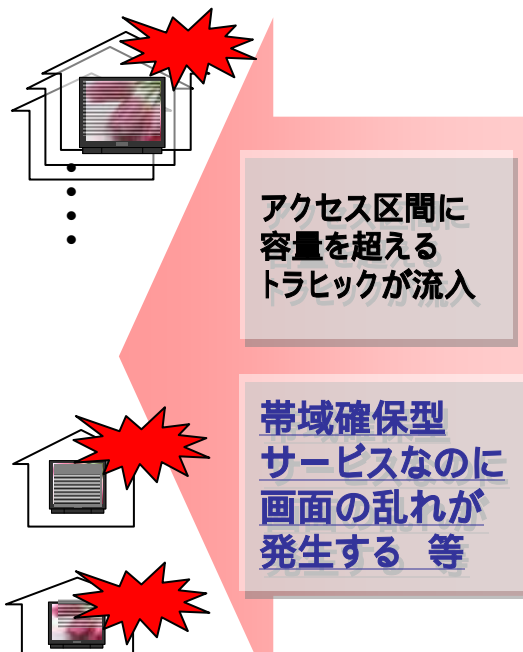 アクセス区間に
容量を超える
トラヒックが流入
帯域確保型
サービスなのに
画面の乱れが
発生する　等